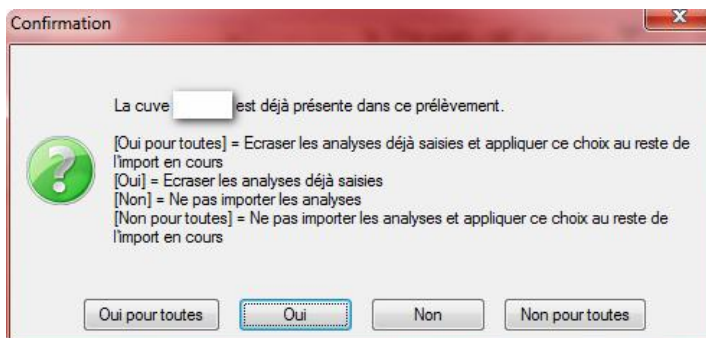 Confirmation
La cuve est déjà présente dans ce prélèvement.
[Oui pour toutes] = Ecraser les analyses déjà saisies et appliquer ce choix au reste de
l'import en cours
[Oui] = Ecraser les analyses déjà saisies
[Non] = Ne pas importer les analyses
[Non pour toutes] = Ne pas importer les analyses et appliquer ce choix au reste de
l'import en cours
Oui pour toutes Oui Non Non pour toutes